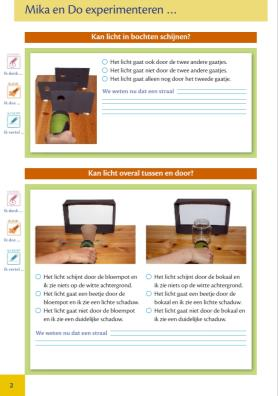 Mika en Do experimenteren ...
Kan licht in bochten schijnen?
Ik denk...
Ik doe ...
Ik vertel ...
Het licht gaat ook door de twee andere gaatjes.
Het licht gaat niet door de twee andere gaatjes.
Het licht gaat alleen nog door het tweede gaatje.
We weten nu dat een straal
Kan licht overal tussen en door?
Ik denk...
Ik doe ...
Ik vertel ...
Het licht schijnt door de bloempot en
ik zie niets op de witte achtergrond.
Het licht gaat een beetje door de
bloempot en ik zie een lichte schaduw.
Het licht gaat niet door de bloempot
en ik zie een duidelijke schaduw.
Het licht schijnt door de bokaal en
ik zie niets op de witte achtergrond.
Het licht gaat een beetje door de
bokaal en ik zie een lichte schaduw.
Het licht gaat niet door de bokaal en
ik zie een duidelijke schaduw.
We weten nu dat een straal
2